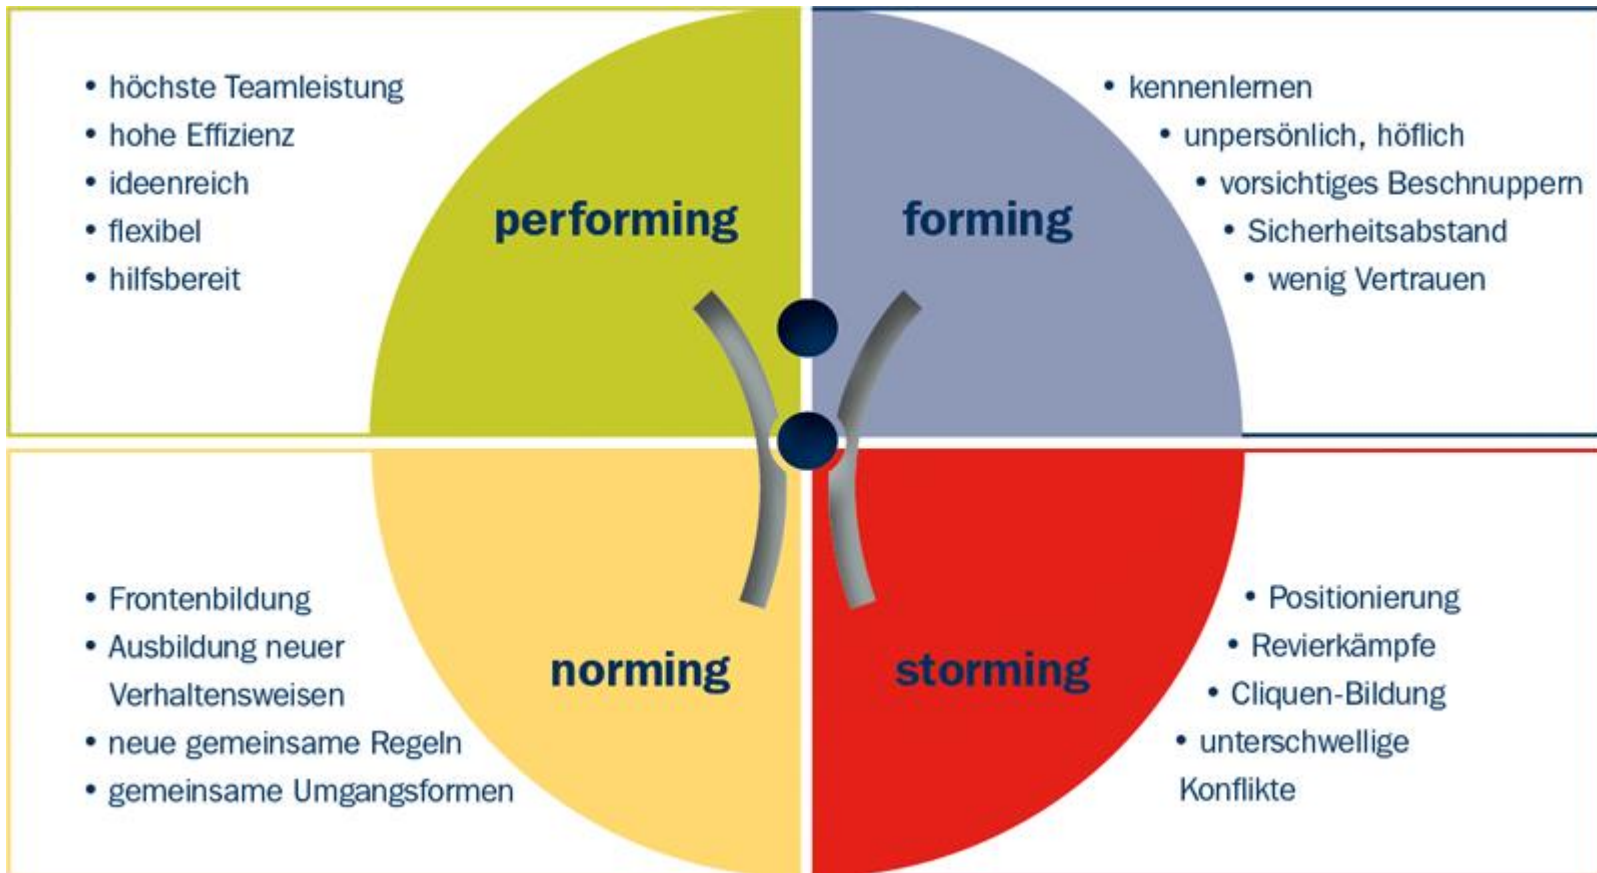 • höchste Teamleistung
• hohe Effizienz
• ideenreich
• flexibel
• hilfsbereit
performing
forming
• kennenlernen
• unpersönlich, höflich
• vorsichtiges Beschnuppern
• Sicherheitsabstand
• wenig Vertrauen
• Frontenbildung
• Ausbildung neuer
Verhaltensweisen
• neue gemeinsame Regeln
• gemeinsame Umgangsformen
norming
storming
• Positionierung
• Revierkämpfe
• Cliquen-Bildung
• unterschwellige
Konflikte